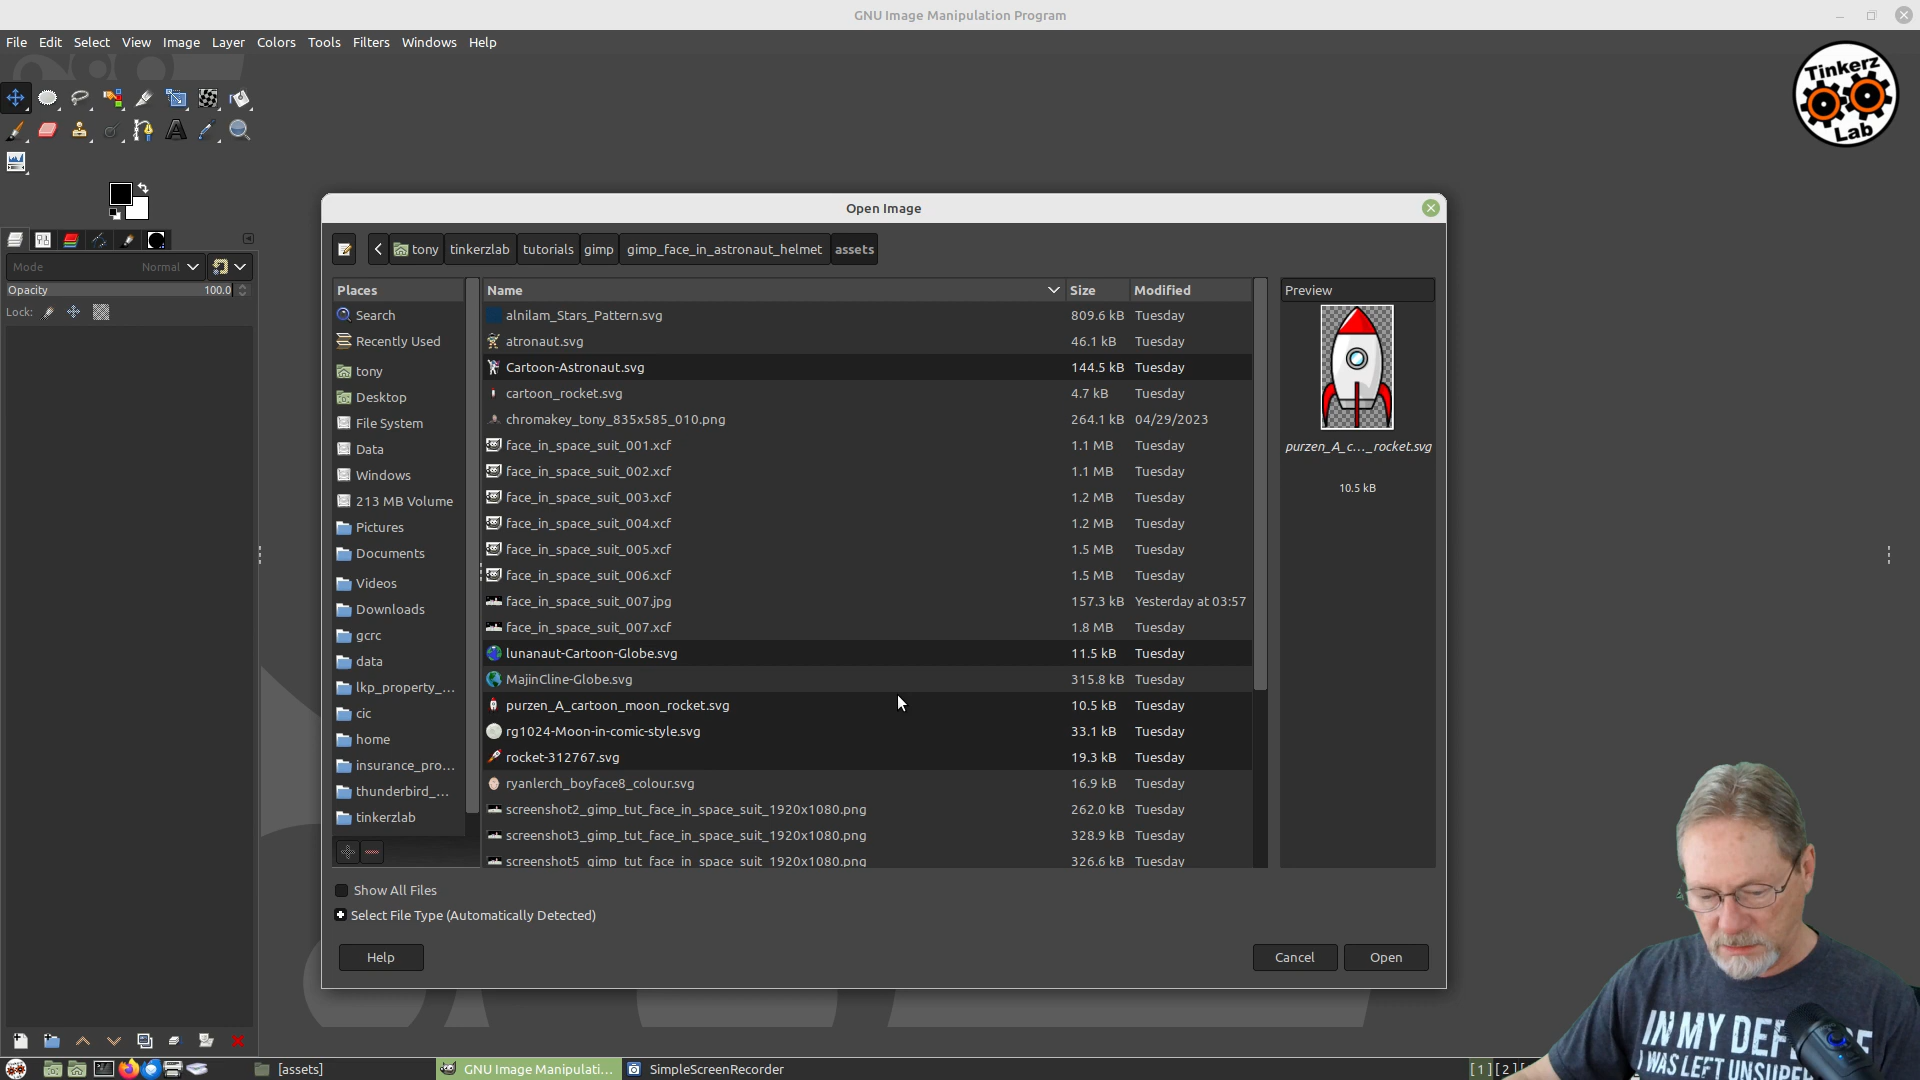 GNU Image Manipulation Program
File Edit Select View Image Layer Colors Tools Filters Windows Help
Tinkerz
Lab
Mode Normal
Opacity 100.0
Lock:
Open Image
tony tinkerzlab tutorials gimp gimp_face_in_astronaut_helmet assets
Places
Search
Recently Used
tony
Desktop
File System
Data
Windows
213 MB Volume
Pictures
Documents
Videos
Downloads
gcrc
data
lkp_property_...
cic
home
insurance_pro...
thunderbird_...
tinkerzlab
Name Size Modified
alnilam_Stars_Pattern.svg 809.6 kB Tuesday
atronaut.svg 46.1 kB Tuesday
Cartoon-Astronaut.svg 144.5 kB Tuesday
cartoon_rocket.svg 4.7 kB Tuesday
chromakey_tony_835x585_010.png 264.1 kB 04/29/2023
face_in_space_suit_001.xcf 1.1 MB Tuesday
face_in_space_suit_002.xcf 1.1 MB Tuesday
face_in_space_suit_003.xcf 1.2 MB Tuesday
face_in_space_suit_004.xcf 1.2 MB Tuesday
face_in_space_suit_005.xcf 1.5 MB Tuesday
face_in_space_suit_006.xcf 1.5 MB Tuesday
face_in_space_suit_007.jpg 157.3 kB Yesterday at 03:57
face_in_space_suit_007.xcf 1.8 MB Tuesday
lunanaut-Cartoon-Globe.svg 11.5 kB Tuesday
MajinCline-Globe.svg 315.8 kB Tuesday
purzen_A_cartoon_moon_rocket.svg 10.5 kB Tuesday
rg1024-Moon-in-comic-style.svg 33.1 kB Tuesday
rocket-312767.svg 19.3 kB Tuesday
ryanlerch_boyface8_colour.svg 16.9 kB Tuesday
screenshot2_gimp_tut_face_in_space_suit_1920x1080.png 262.0 kB Tuesday
screenshot3_gimp_tut_face_in_space_suit_1920x1080.png 328.9 kB Tuesday
screenshot5_gimp_tut_face_in_space_suit_1920x1080.png 326.6 kB Tuesday
Preview
purzen_A_c..._rocket.svg
10.5 kB
Show All Files
Select File Type (Automatically Detected)
Help Cancel Open
IN MY DEF
I WAS LEFT UNSUPE
[assets] GNU Image Manipulati... SimpleScreenRecorder [1] [2] [